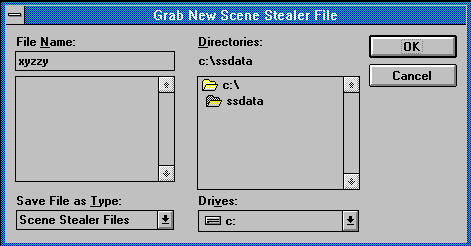 Grab New Scene Stealer File
File Name:
xyzzy
Directories:
c:\ssdata
c:\
ssdata
OK
Cancel
Save File as Type:
Scene Stealer Files
Drives:
c: